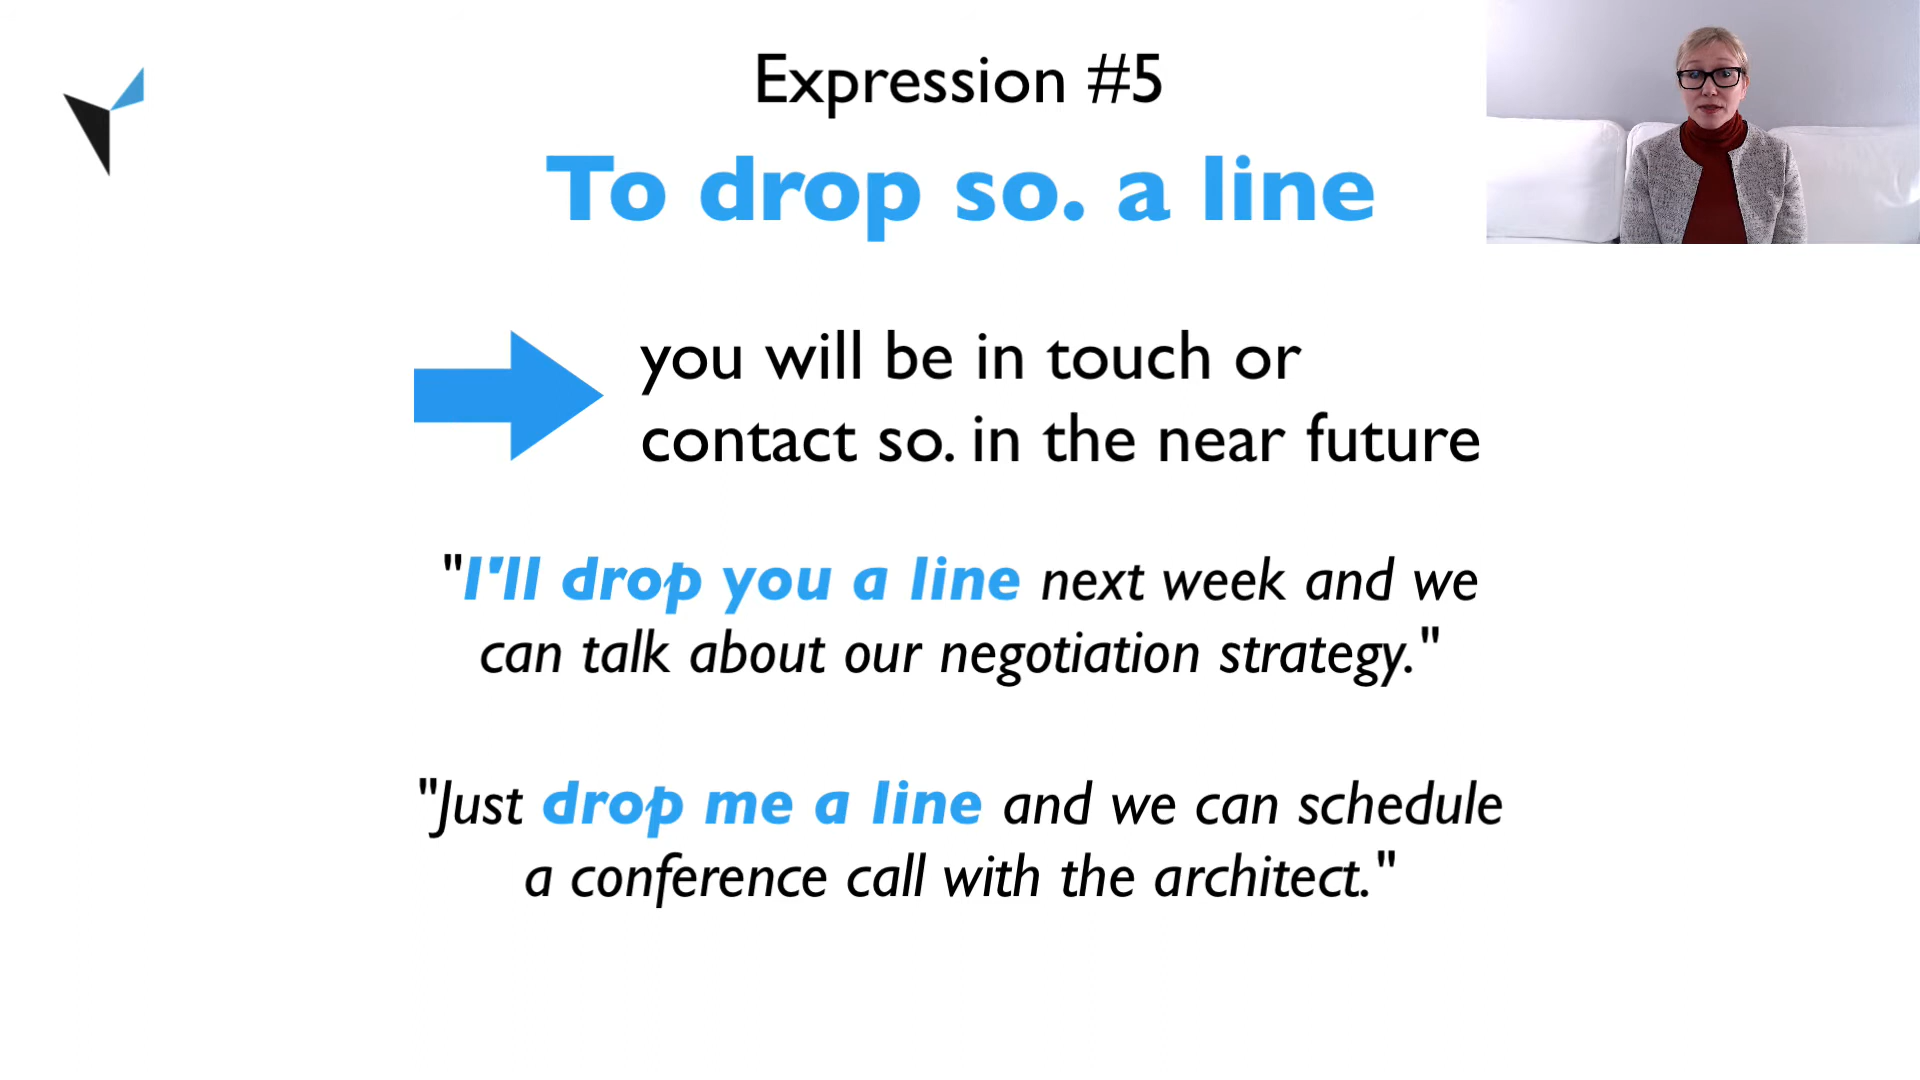 Expression #5
To drop so. a line
you will be in touch or
contact so. in the near future
"I'll drop you a line next week and we
can talk about our negotiation strategy."
"Just drop me a line and we can schedule
a conference call with the architect."